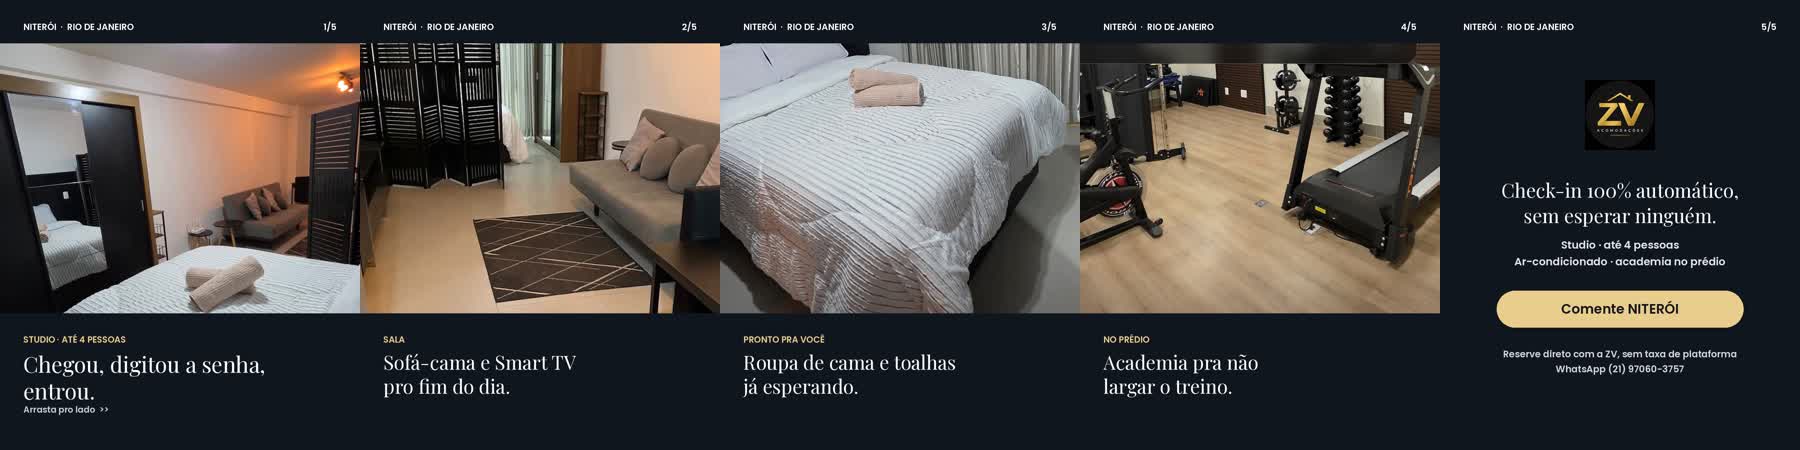 NITERÓI · RIO DE JANEIRO
1/5
STUDIO · ATÉ 4 PESSOAS
Chegou, digitou a senha,
entrou.
Arrasta pro lado >>
NITERÓI · RIO DE JANEIRO
2/5
SALA
Sofá-cama e Smart TV
pro fim do dia.
NITERÓI · RIO DE JANEIRO
3/5
PRONTO PRA VOCÊ
Roupa de cama e toalhas
já esperando.
NITERÓI · RIO DE JANEIRO
4/5
NO PRÉDIO
Academia pra não
largar o treino.
NITERÓI · RIO DE JANEIRO
5/5
ZV
ACOMODAÇÕES
Check-in 100% automático,
sem esperar ninguém.
Studio · até 4 pessoas
Ar-condicionado · academia no prédio
Comente NITERÓI
Reserve direto com a ZV, sem taxa de plataforma
WhatsApp (21) 97060-3757